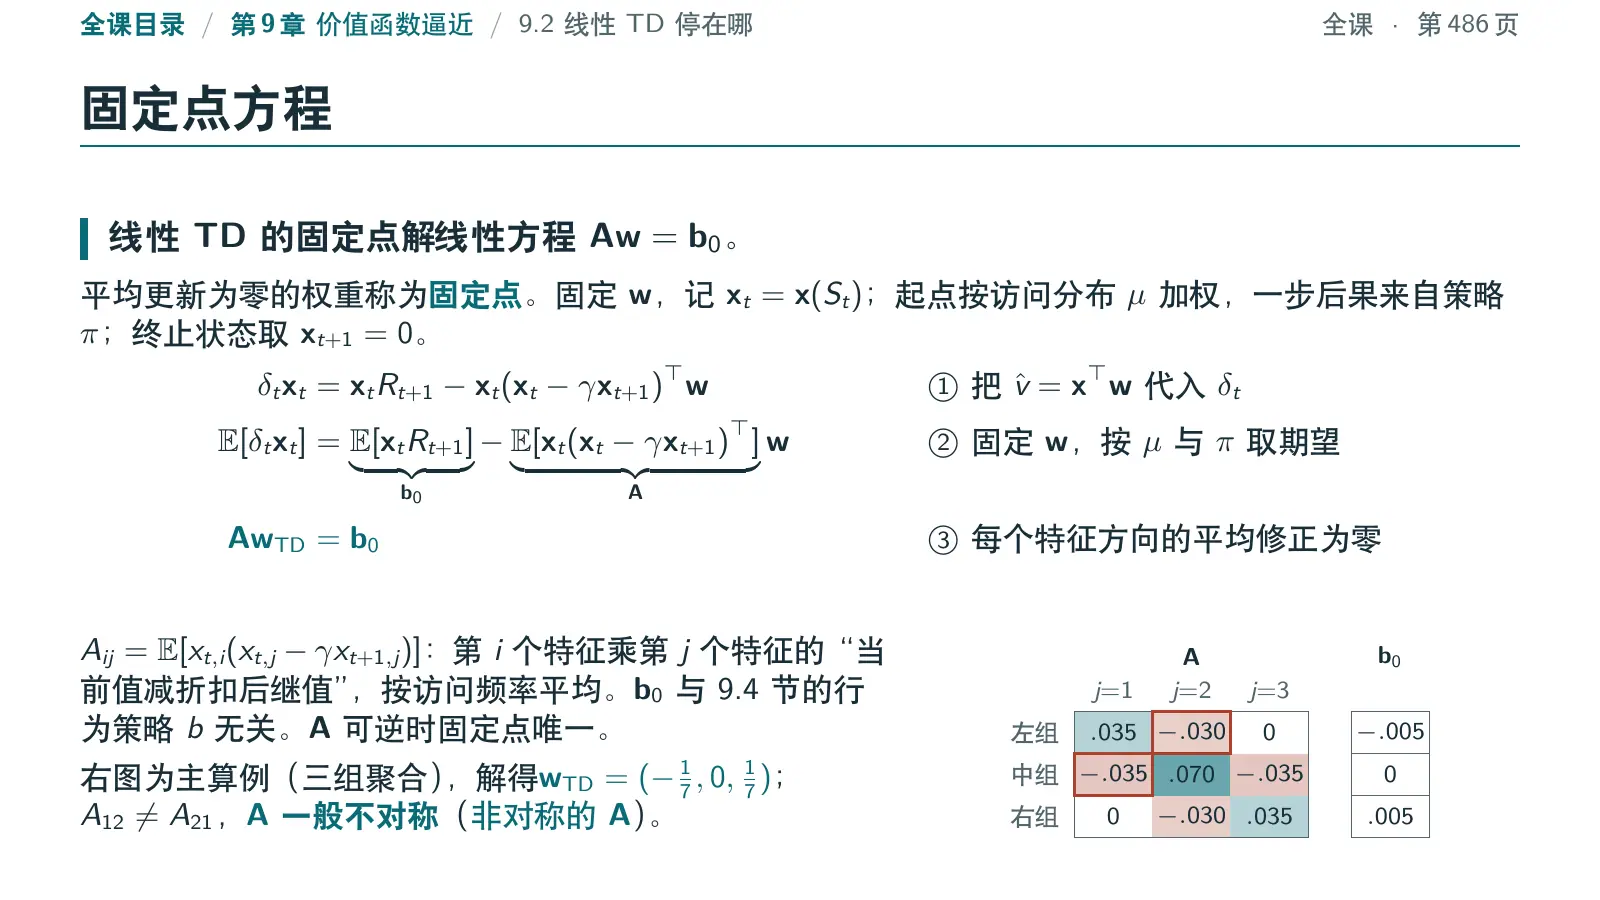 全课目录 / 第9章 价值函数逼近 / 9.2 线性 TD 停在哪
全课 · 第486页
固定点方程
线性 TD 的固定点解线性方程 Aw = b₀。
平均更新为零的权重称为固定点。固定 w，记 xₜ = x(Sₜ)；起点按访问分布 μ 加权，一步后果来自策略
π；终止状态取 xₜ₊₁ = 0。
δₜxₜ = xₜRₜ₊₁ − xₜ(xₜ − γxₜ₊₁)⊤w
① 把 v̂ = x⊤w 代入 δₜ
𝔼[δₜxₜ] = 𝔼[xₜRₜ₊₁] − 𝔼[xₜ(xₜ − γxₜ₊₁)⊤] w
② 固定 w，按 μ 与 π 取期望
b₀ A
Aw_TD = b₀
③ 每个特征方向的平均修正为零
A_ij = 𝔼[x_{t,i}(x_{t,j} − γx_{t+1,j})]：第 i 个特征乘第 j 个特征的 “当
前值减折扣后继值”，按访问频率平均。b₀ 与 9.4 节的行
为策略 b 无关。A 可逆时固定点唯一。
右图为主算例（三组聚合），解得w_TD = (−1/7, 0, 1/7)；
A₁₂ ≠ A₂₁，A 一般不对称（非对称的 A）。
A b₀
j=1 j=2 j=3
左组 .035 −.030 0 −.005
中组 −.035 .070 −.035 0
右组 0 −.030 .035 .005